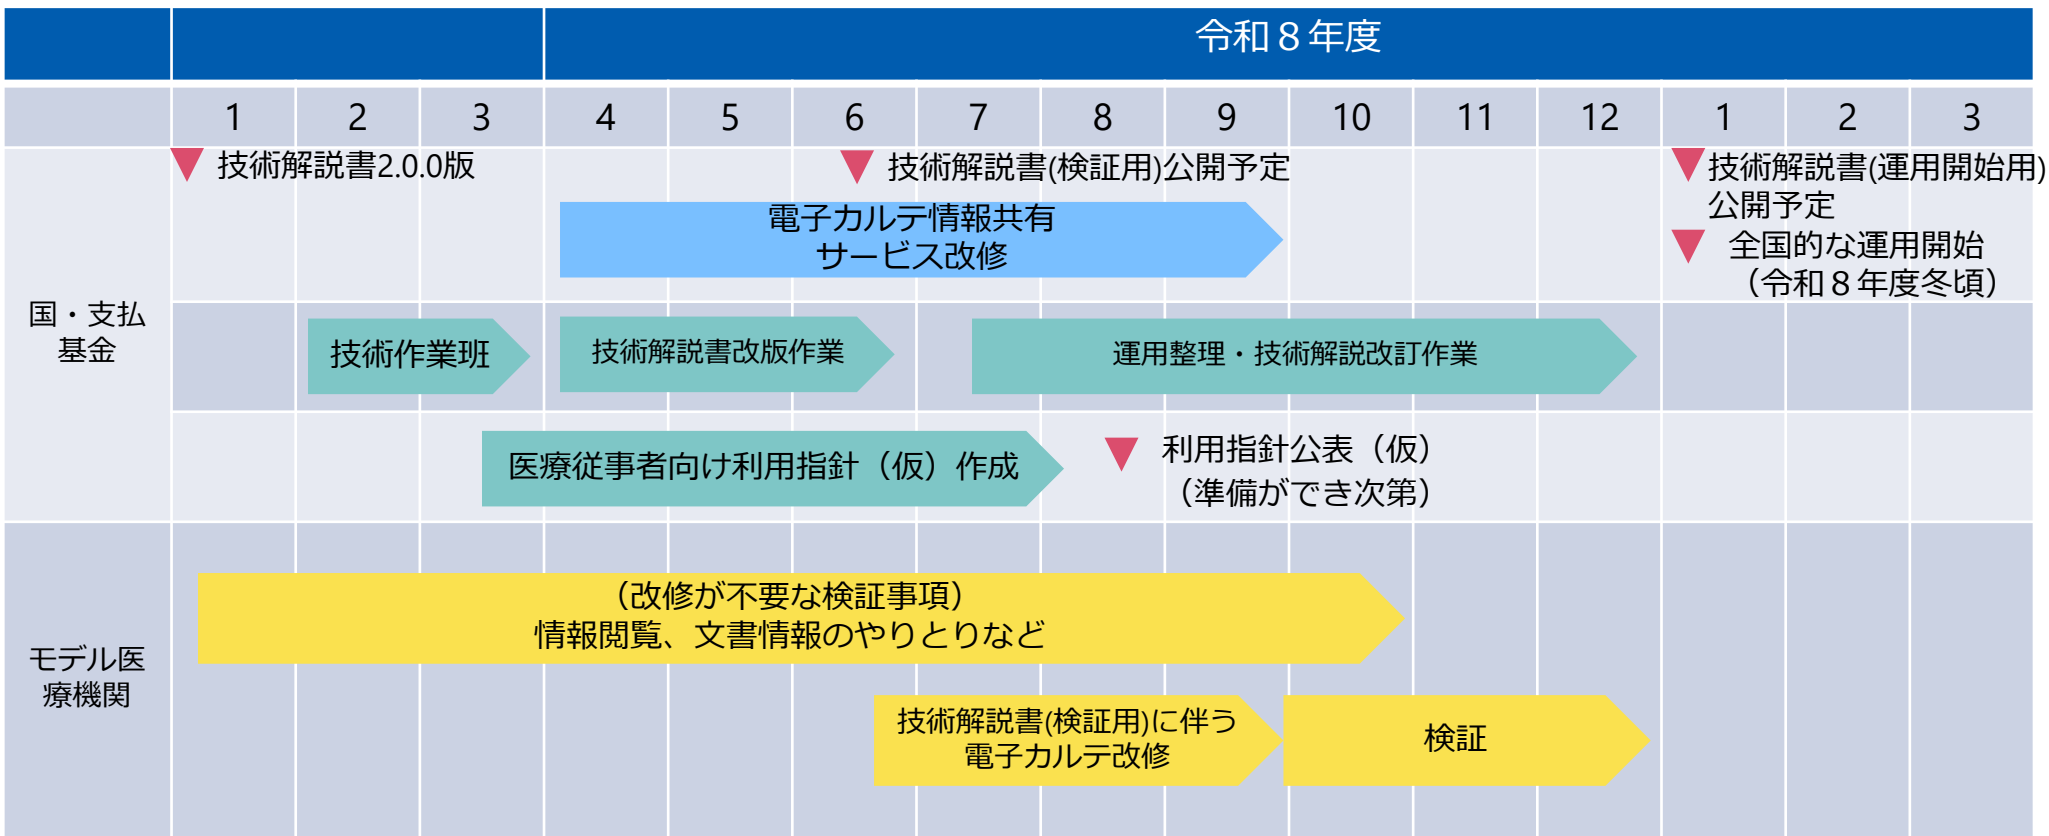 令和８年度
1 2 3 4 5 6 7 8 9 10 11 12 1 2 3
国・支払
基金
技術解説書2.0.0版
技術解説書(検証用)公開予定
技術解説書(運用開始用)
公開予定
電子カルテ情報共有
サービス改修
全国的な運用開始
（令和８年度冬頃）
技術作業班
技術解説書改版作業
運用整理・技術解説改訂作業
医療従事者向け利用指針（仮）作成
利用指針公表（仮）
（準備ができ次第）
モデル医
療機関
（改修が不要な検証事項）
情報閲覧、文書情報のやりとりなど
技術解説書(検証用)に伴う
電子カルテ改修
検証